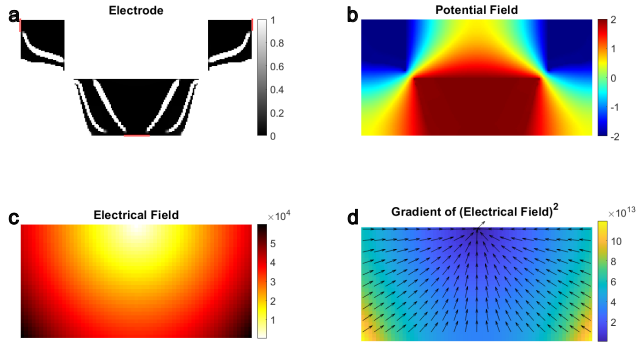 a
Electrode
1
0.8
0.6
0.4
0.2
0
b
Potential Field
2
1
0
-1
-2
c
Electrical Field
×10⁴
5
4
3
2
1
d
Gradient of (Electrical Field)²
×10¹³
10
8
6
4
2